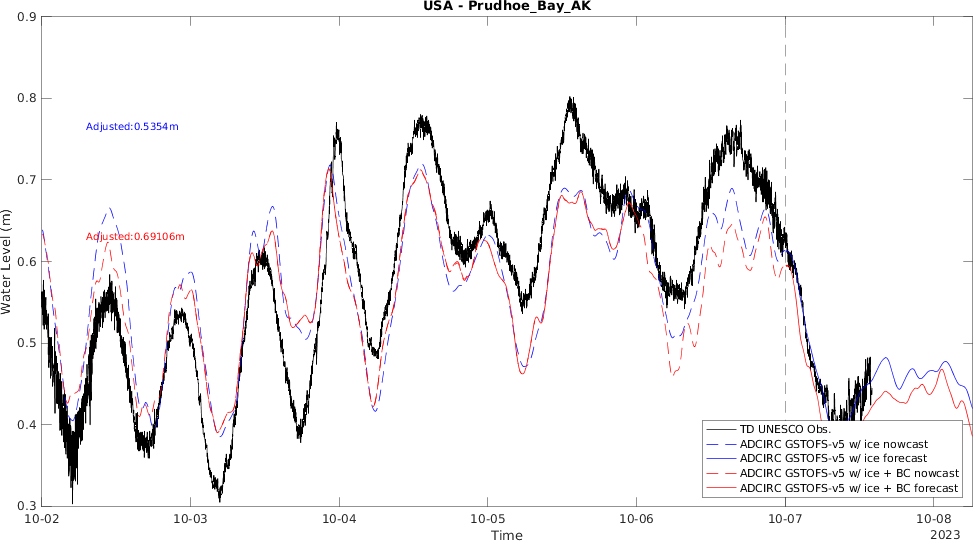 USA - Prudhoe_Bay_AK
0.9
0.8
0.7
0.6
0.5
0.4
0.3
Water Level (m)
Adjusted:0.5354m
Adjusted:0.69106m
TD UNESCO Obs.
ADCIRC GSTOFS-v5 w/ ice nowcast
ADCIRC GSTOFS-v5 w/ ice forecast
ADCIRC GSTOFS-v5 w/ ice + BC nowcast
ADCIRC GSTOFS-v5 w/ ice + BC forecast
10-02 10-03 10-04 10-05 10-06 10-07 10-08
Time
2023